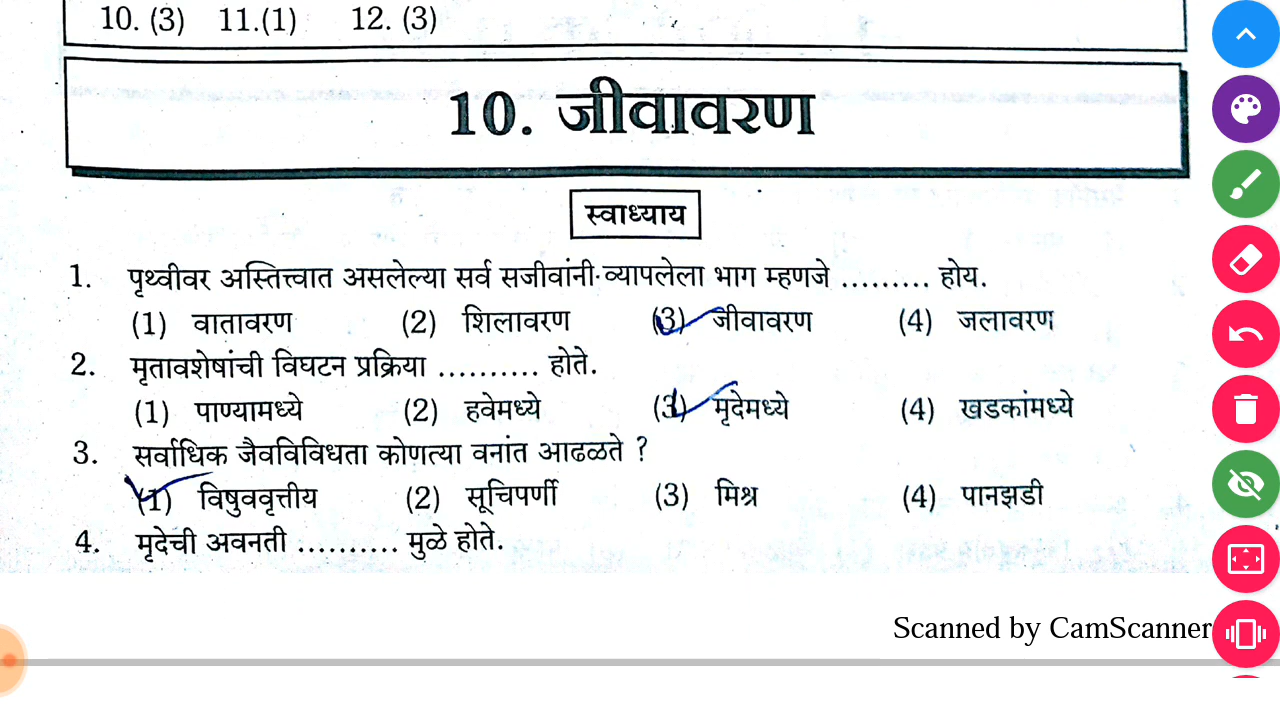 10. (3) 11.(1) 12. (3)
10. जीवावरण
स्वाध्याय
1. पृथ्वीवर अस्तित्त्वात असलेल्या सर्व सजीवांनी व्यापलेला भाग म्हणजे ......... होय.
(1) वातावरण (2) शिलावरण (3) जीवावरण (4) जलावरण
2. मृतावशेषांची विघटन प्रक्रिया .......... होते.
(1) पाण्यामध्ये (2) हवेमध्ये (3) मृदेमध्ये (4) खडकांमध्ये
3. सर्वाधिक जैवविविधता कोणत्या वनांत आढळते ?
(1) विषुववृत्तीय (2) सूचिपर्णी (3) मिश्र (4) पानझडी
4. मृदेची अवनती .......... मुळे होते.
Scanned by CamScanner